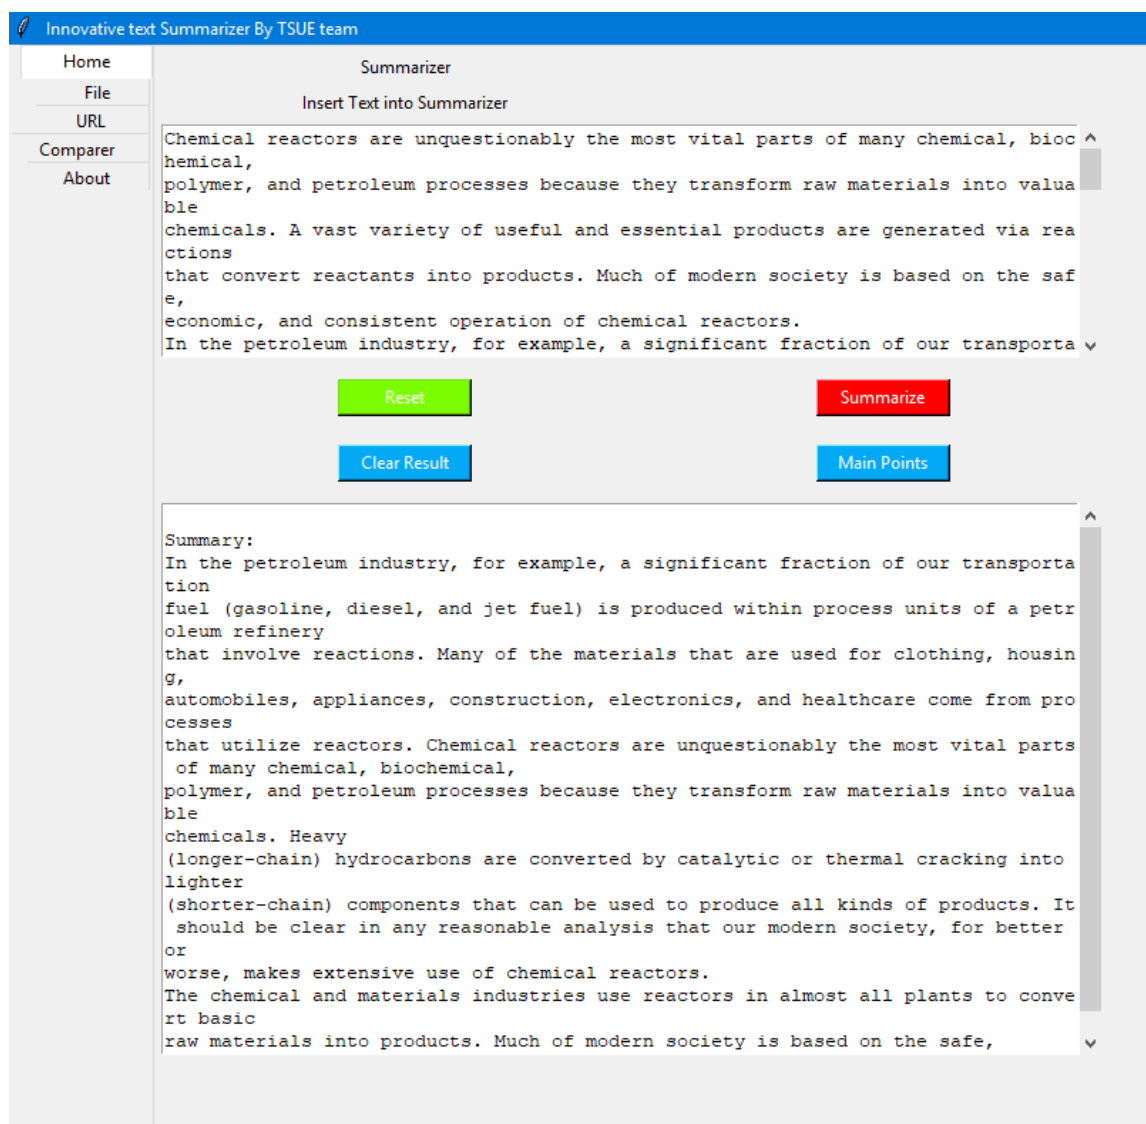 Innovative text Summarizer By TSUE team
Home
File
URL
Comparer
About
Summarizer
Insert Text into Summarizer
Chemical reactors are unquestionably the most vital parts of many chemical, bioc
hemical,
polymer, and petroleum processes because they transform raw materials into valua
ble
chemicals. A vast variety of useful and essential products are generated via rea
ctions
that convert reactants into products. Much of modern society is based on the saf
e,
economic, and consistent operation of chemical reactors.
In the petroleum industry, for example, a significant fraction of our transporta
Reset
Summarize
Clear Result
Main Points
Summary:
In the petroleum industry, for example, a significant fraction of our transporta
tion
fuel (gasoline, diesel, and jet fuel) is produced within process units of a petr
oleum refinery
that involve reactions. Many of the materials that are used for clothing, housin
g,
automobiles, appliances, construction, electronics, and healthcare come from pro
cesses
that utilize reactors. Chemical reactors are unquestionably the most vital parts
of many chemical, biochemical,
polymer, and petroleum processes because they transform raw materials into valua
ble
chemicals. Heavy
(longer-chain) hydrocarbons are converted by catalytic or thermal cracking into
lighter
(shorter-chain) components that can be used to produce all kinds of products. It
should be clear in any reasonable analysis that our modern society, for better
or
worse, makes extensive use of chemical reactors.
The chemical and materials industries use reactors in almost all plants to conve
rt basic
raw materials into products. Much of modern society is based on the safe,